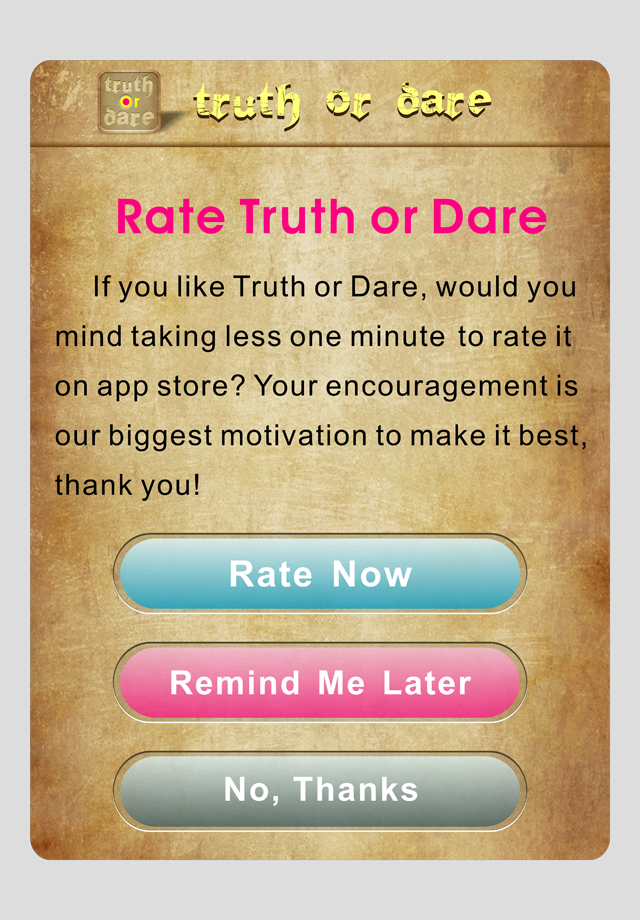 truth
or
dare
truth or dare
Rate Truth or Dare
If you like Truth or Dare, would you
mind taking less one minute to rate it
on app store? Your encouragement is
our biggest motivation to make it best,
thank you!
Rate Now
Remind Me Later
No, Thanks